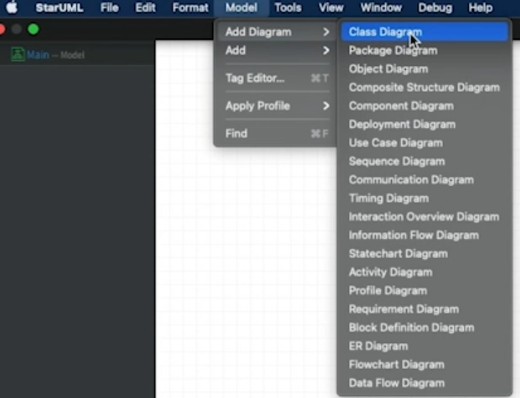 StarUML File Edit Format Model Tools View Window Debug Help
Main — Model
Add Diagram
Add
Tag Editor... ⌘T
Apply Profile
Find ⌘F
Class Diagram
Package Diagram
Object Diagram
Composite Structure Diagram
Component Diagram
Deployment Diagram
Use Case Diagram
Sequence Diagram
Communication Diagram
Timing Diagram
Interaction Overview Diagram
Information Flow Diagram
Statechart Diagram
Activity Diagram
Profile Diagram
Requirement Diagram
Block Definition Diagram
ER Diagram
Flowchart Diagram
Data Flow Diagram